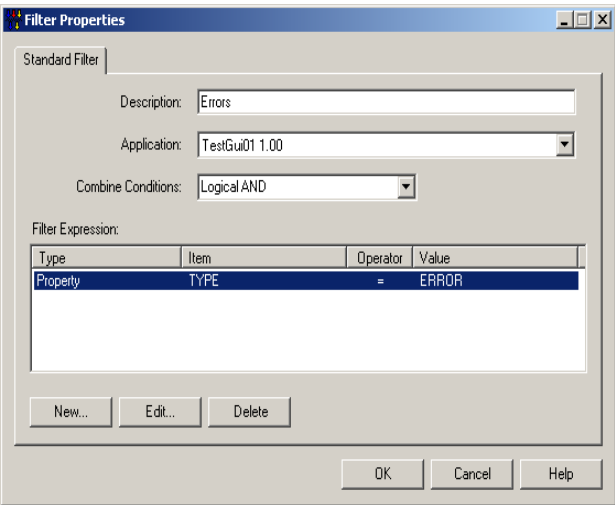 Filter Properties
Standard Filter
Description: Errors
Application: TestGui01 1.00
Combine Conditions: Logical AND
Filter Expression:
Type Item Operator Value
Property TYPE = ERROR
New... Edit... Delete
OK Cancel Help